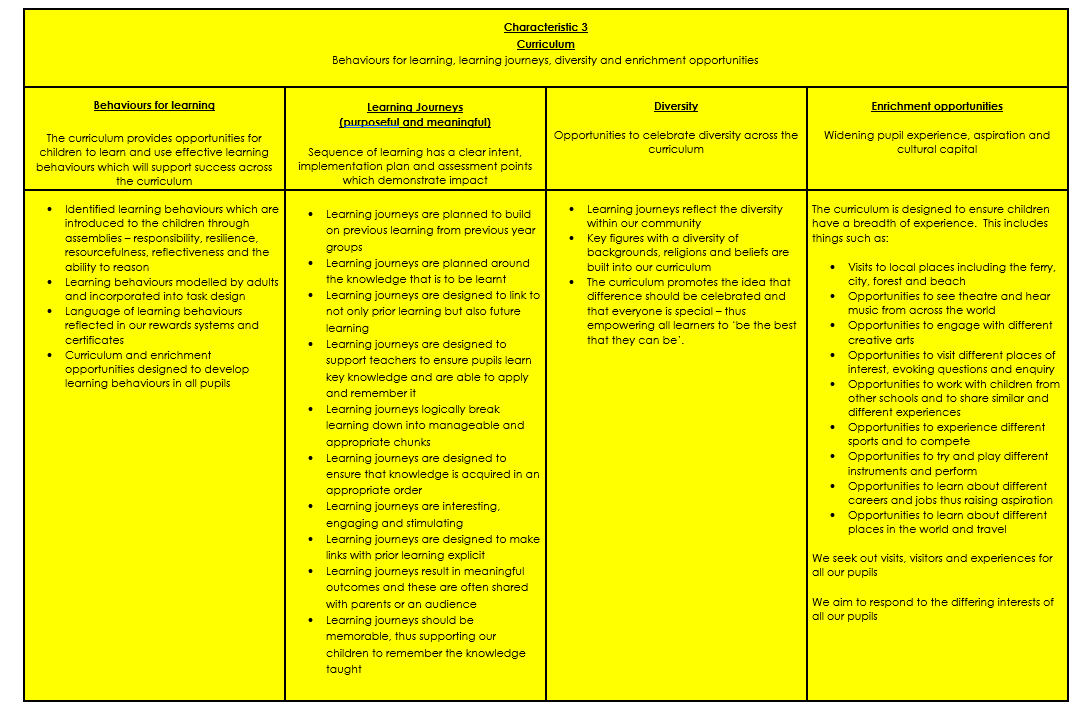 Characteristic 3
Curriculum
Behaviours for learning, learning journeys, diversity and enrichment opportunities
Behaviours for learning
The curriculum provides opportunities for
children to learn and use effective learning
behaviours which will support success across
the curriculum
Learning Journeys
(purposeful and meaningful)
Sequence of learning has a clear intent,
implementation plan and assessment points
which demonstrate impact
Diversity
Opportunities to celebrate diversity across the
curriculum
Enrichment opportunities
Widening pupil experience, aspiration and
cultural capital
• Identified learning behaviours which are
introduced to the children through
assemblies – responsibility, resilience,
resourcefulness, reflectiveness and the
ability to reason
• Learning behaviours modelled by adults
and incorporated into task design
• Language of learning behaviours
reflected in our rewards systems and
certificates
• Curriculum and enrichment
opportunities designed to develop
learning behaviours in all pupils
• Learning journeys are planned to build
on previous learning from previous year
groups
• Learning journeys are planned around
the knowledge that is to be learnt
• Learning journeys are designed to link to
not only prior learning but also future
learning
• Learning journeys are designed to
support teachers to ensure pupils learn
key knowledge and are able to apply
and remember it
• Learning journeys logically break
learning down into manageable and
appropriate chunks
• Learning journeys are designed to
ensure that knowledge is acquired in an
appropriate order
• Learning journeys are interesting,
engaging and stimulating
• Learning journeys are designed to make
links with prior learning explicit
• Learning journeys result in meaningful
outcomes and these are often shared
with parents or an audience
• Learning journeys should be
memorable, thus supporting our
children to remember the knowledge
taught
• Learning journeys reflect the diversity
within our community
• Key figures with a diversity of
backgrounds, religions and beliefs are
built into our curriculum
• The curriculum promotes the idea that
difference should be celebrated and
that everyone is special – thus
empowering all learners to ‘be the best
that they can be’.
The curriculum is designed to ensure children
have a breadth of experience.  This includes
things such as:
• Visits to local places including the ferry,
city, forest and beach
• Opportunities to see theatre and hear
music from across the world
• Opportunities to engage with different
creative arts
• Opportunities to visit different places of
interest, evoking questions and enquiry
• Opportunities to work with children from
other schools and to share similar and
different experiences
• Opportunities to experience different
sports and to compete
• Opportunities to try and play different
instruments and perform
• Opportunities to learn about different
careers and jobs thus raising aspiration
• Opportunities to learn about different
places in the world and travel
We seek out visits, visitors and experiences for
all our pupils
We aim to respond to the differing interests of
all our pupils